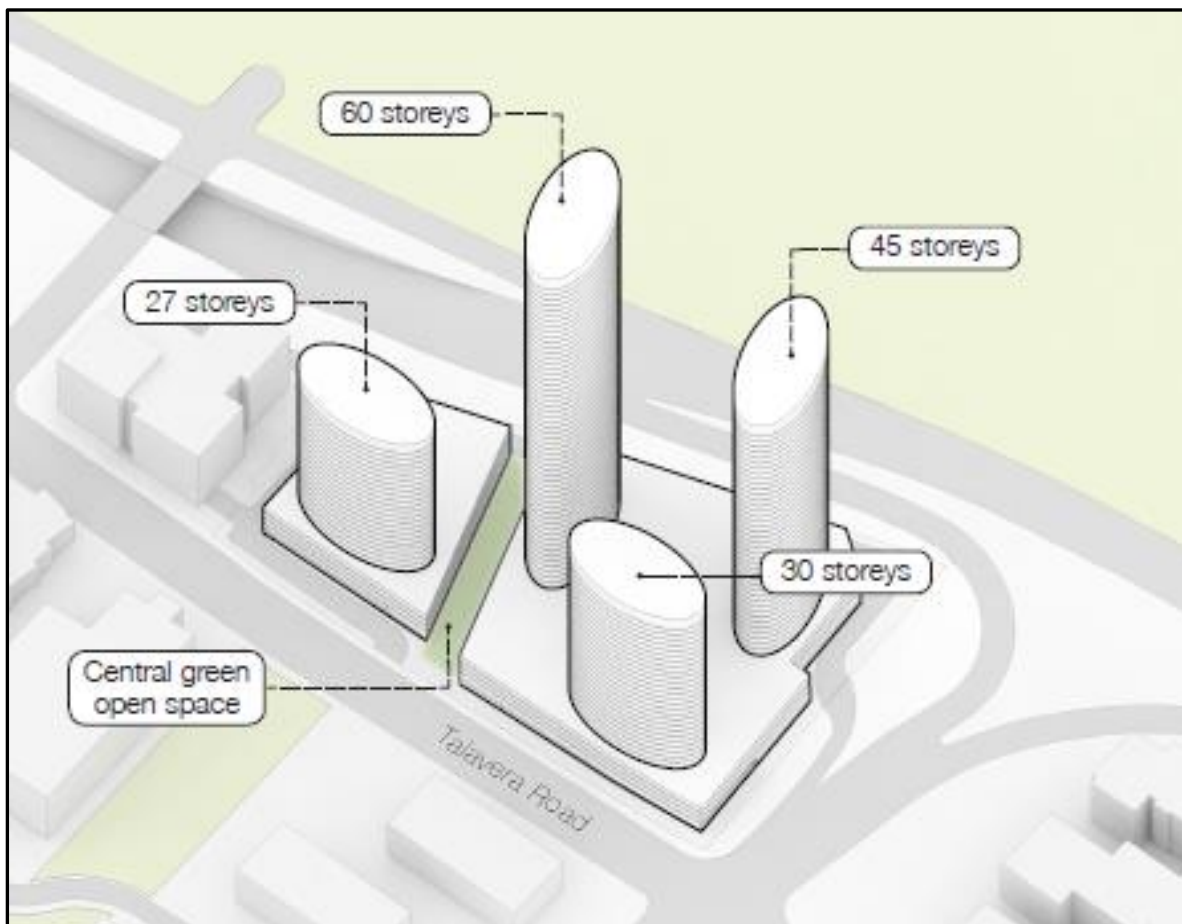 60 storeys
45 storeys
27 storeys
30 storeys
Central green
open space
Talavera Road